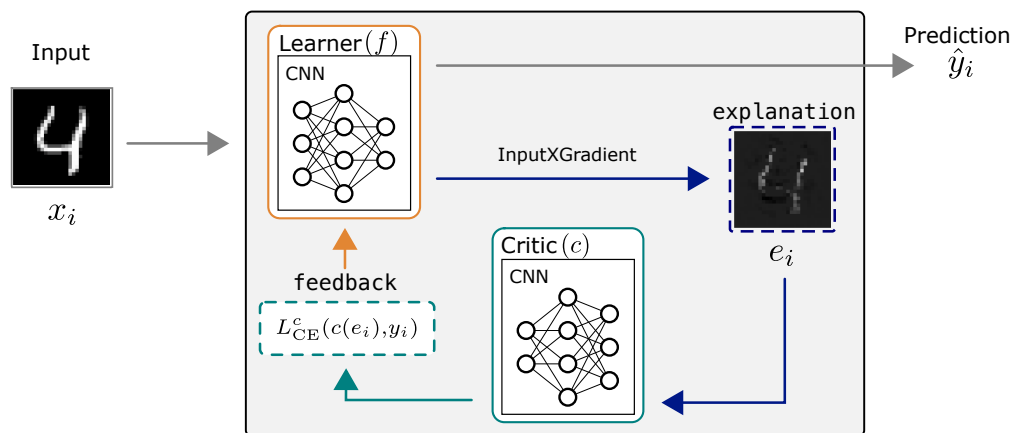 Input
x_i
Learner(f)
CNN
Prediction
ŷ_i
InputXGradient
explanation
e_i
Critic(c)
CNN
feedback
L^c_CE(c(e_i),y_i)